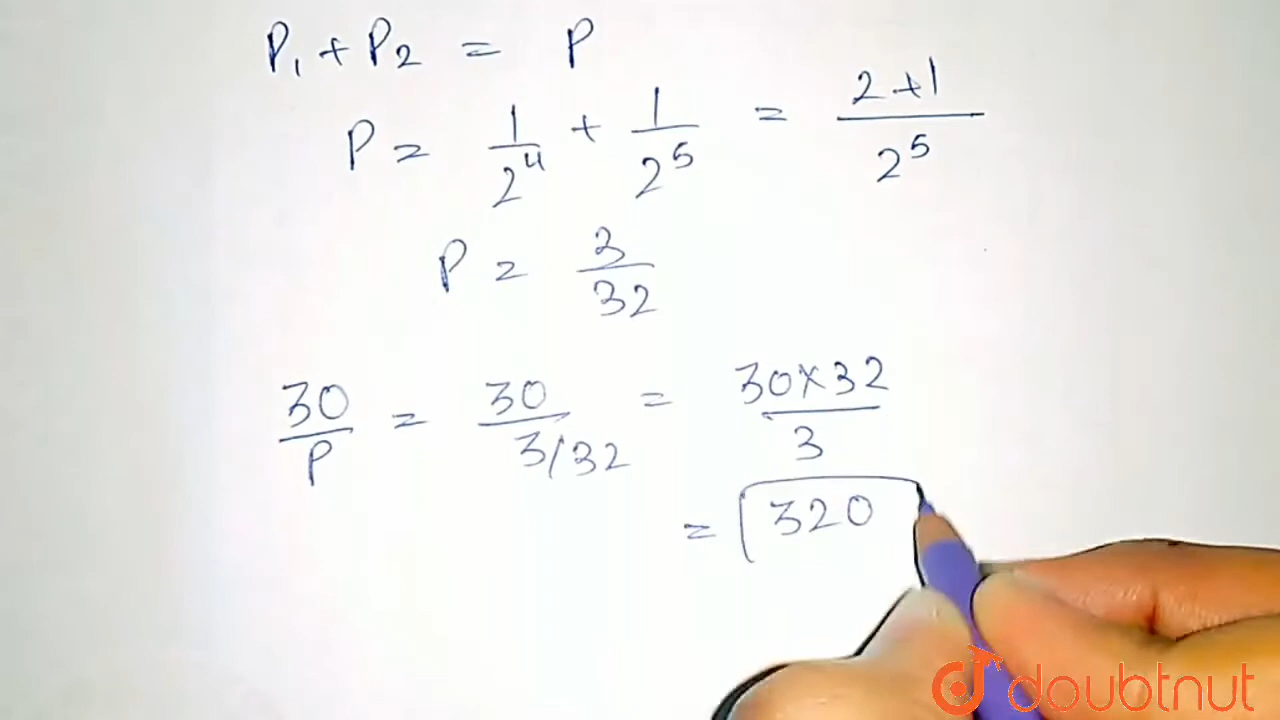 P₁ + P₂ = P
P = 1/2⁴ + 1/2⁵ = (2+1)/2⁵
P = 3/32
30/P = 30/(3/32) = (30×32)/3
= 320
doubtnut